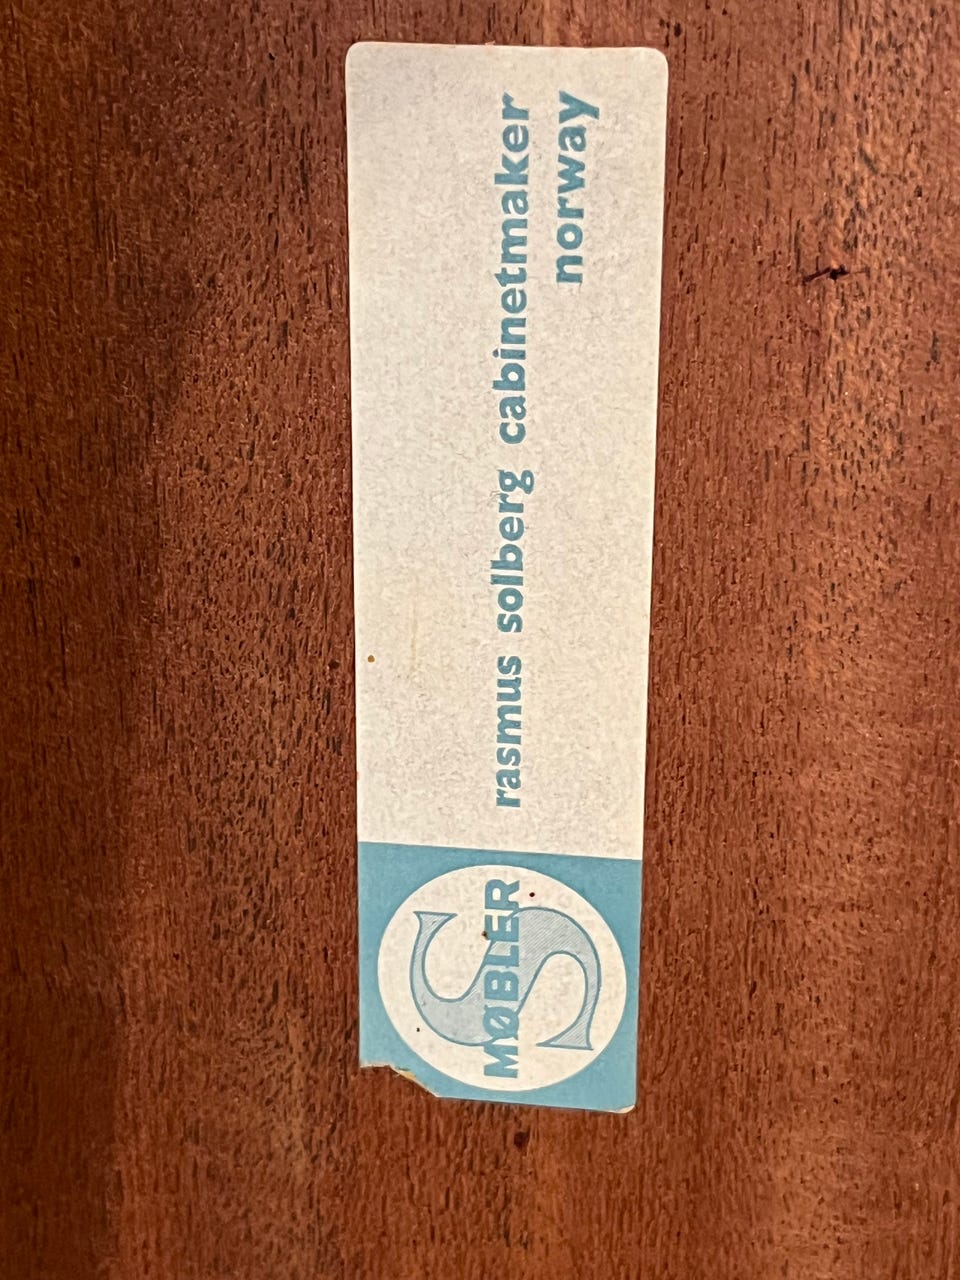 S
MØBLER
rasmus solberg cabinetmaker
norway